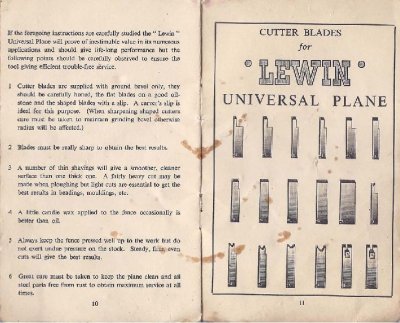 If the foregoing instructions are carefully studied the " Lewin "
Universal Plane will prove of inestimable value in its numerous
applications and should give life-long performance but the
following points should be carefully observed to ensure the
tool giving efficient trouble-free service.
1 Cutter blades are supplied with ground bevel only, they
should be carefully honed, the flat blades on a good oil-
stone and the shaped blades with a slip. A carver's slip is
ideal for this purpose. (When sharpening shaped cutters
care must be taken to maintain grinding bevel otherwise
radius will be affected.)
2 Blades must be really sharp to obtain the best results.
3 A number of thin shavings will give a smoother, cleaner
surface than one thick one. A fairly heavy cut may be
made when ploughing but light cuts are essential to get the
best results in beadings, mouldings, etc.
4 A little candle wax applied to the fence occasionally is
better than oil.
5 Always keep the fence pressed well up to the work but do
not exert undue pressure on the stock. Steady, firm, even
cuts will give the best results.
6 Great care must be taken to keep the plane clean and all
steel parts free from rust to obtain maximum service at all
times.
10
CUTTER BLADES
for
LEWIN
UNIVERSAL PLANE
11